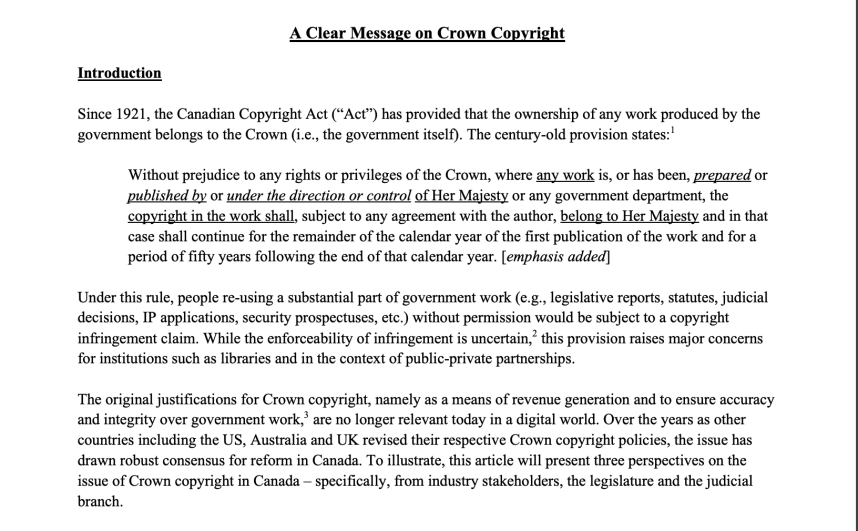 A Clear Message on Crown Copyright
Introduction
Since 1921, the Canadian Copyright Act (“Act”) has provided that the ownership of any work produced by the
government belongs to the Crown (i.e., the government itself). The century-old provision states:1
Without prejudice to any rights or privileges of the Crown, where any work is, or has been, prepared or
published by or under the direction or control of Her Majesty or any government department, the
copyright in the work shall, subject to any agreement with the author, belong to Her Majesty and in that
case shall continue for the remainder of the calendar year of the first publication of the work and for a
period of fifty years following the end of that calendar year. [emphasis added]
Under this rule, people re-using a substantial part of government work (e.g., legislative reports, statutes, judicial
decisions, IP applications, security prospectuses, etc.) without permission would be subject to a copyright
infringement claim. While the enforceability of infringement is uncertain,2 this provision raises major concerns
for institutions such as libraries and in the context of public-private partnerships.
The original justifications for Crown copyright, namely as a means of revenue generation and to ensure accuracy
and integrity over government work,3 are no longer relevant today in a digital world. Over the years as other
countries including the US, Australia and UK revised their respective Crown copyright policies, the issue has
drawn robust consensus for reform in Canada. To illustrate, this article will present three perspectives on the
issue of Crown copyright in Canada – specifically, from industry stakeholders, the legislature and the judicial
branch.